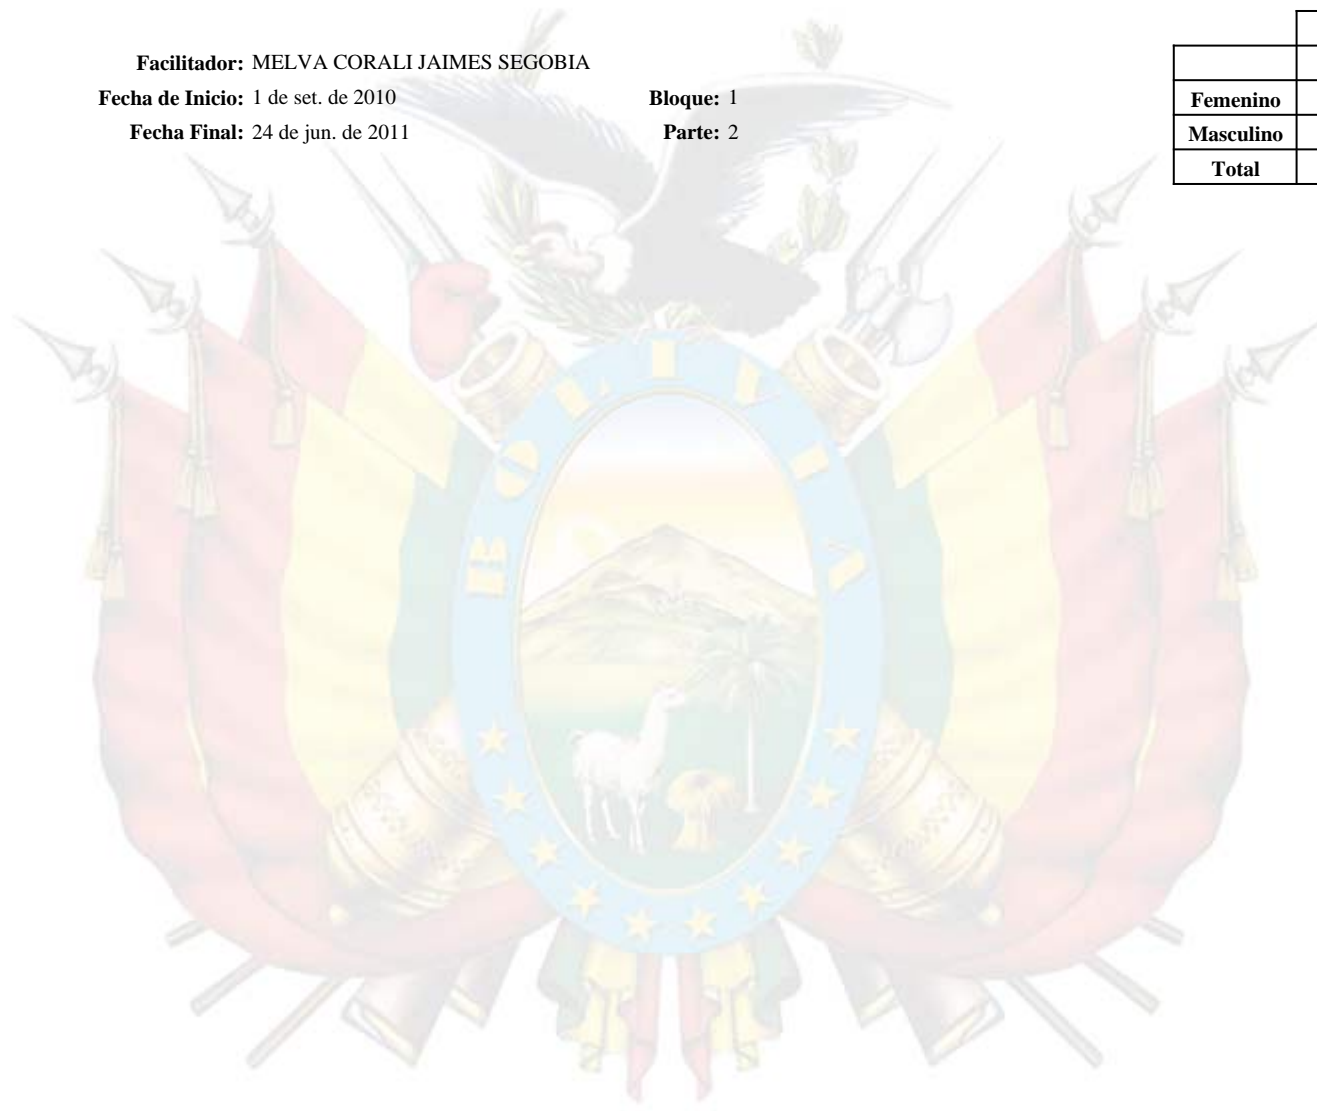 Facilitador: MELVA CORALI JAIMES SEGOBIA
Fecha de Inicio: 1 de set. de 2010 Bloque: 1
Fecha Final: 24 de jun. de 2011 Parte: 2
Femenino
Masculino
Total
BOLIVIA